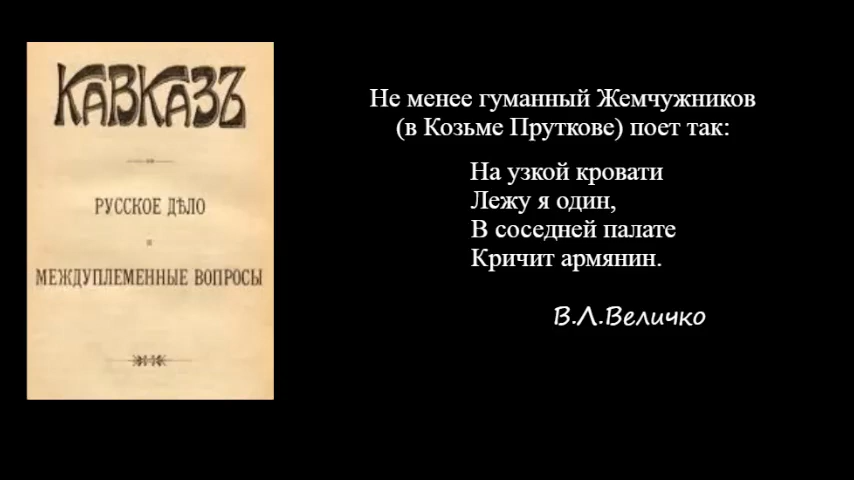 КАВКАЗЪ
РУССКОЕ ДѢЛО
и
МЕЖДУПЛЕМЕННЫЕ ВОПРОСЫ
Не менее гуманный Жемчужников
(в Козьме Пруткове) поет так:
На узкой кровати
Лежу я один,
В соседней палате
Кричит армянин.
В.Л.Величко